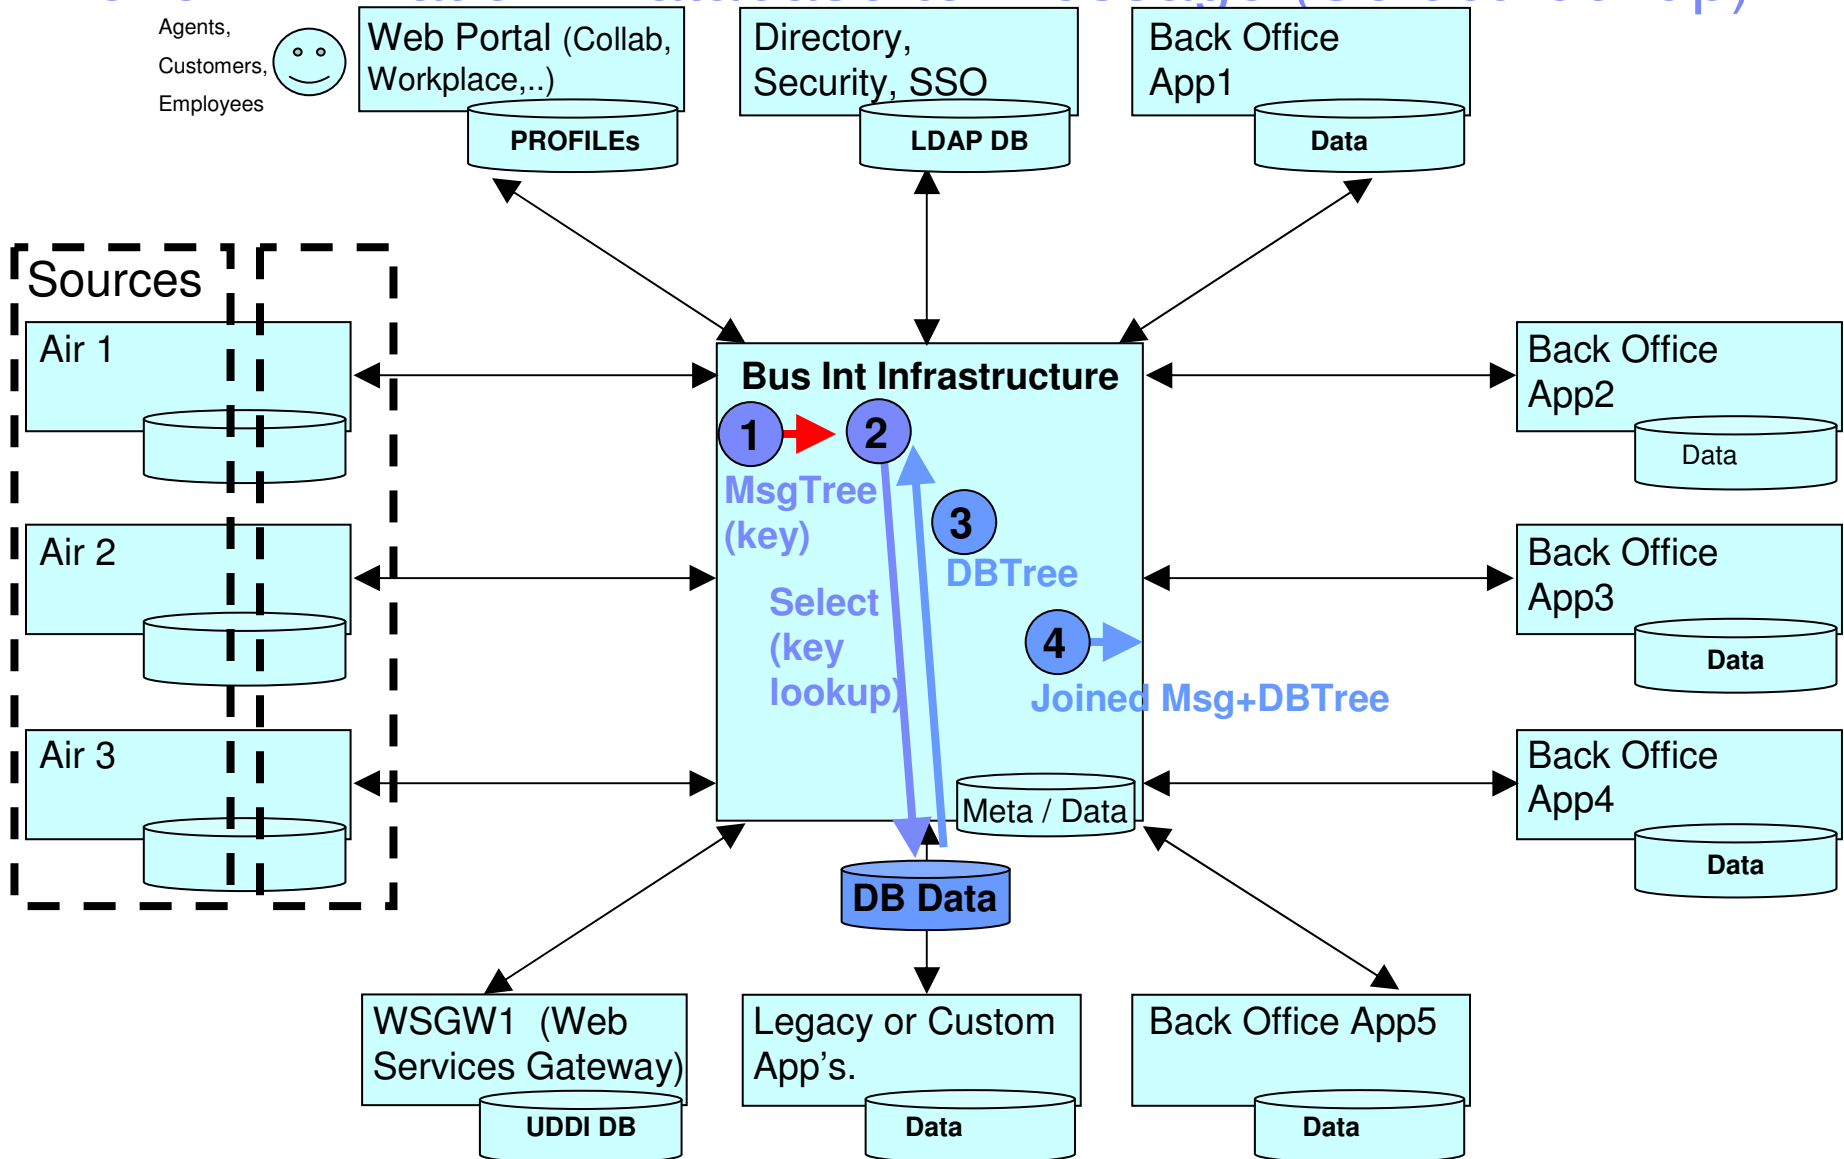 Agents,
Customers,
Employees
Web Portal (Collab,
Workplace,..)
PROFILEs
Directory,
Security, SSO
LDAP DB
Back Office
App1
Data
Sources
Air 1
Air 2
Air 3
Bus Int Infrastructure
1
2
MsgTree
(key)
3
DBTree
Select
(key
lookup)
4
Joined Msg+DBTree
Meta / Data
DB Data
Back Office
App2
Data
Back Office
App3
Data
Back Office
App4
Data
WSGW1 (Web
Services Gateway)
UDDI DB
Legacy or Custom
App's.
Data
Back Office App5
Data